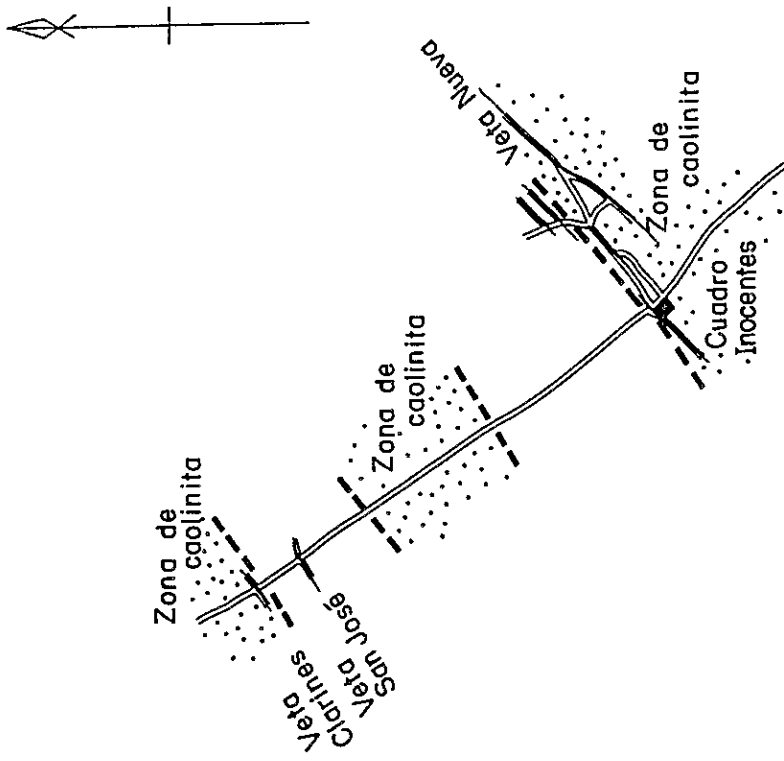 Veta Nueva
Zona de
caolinita
Cuadro
Inocentes
Zona de
caolinita
Zona de
caolinita
Veta
San José
Veta
Clarines